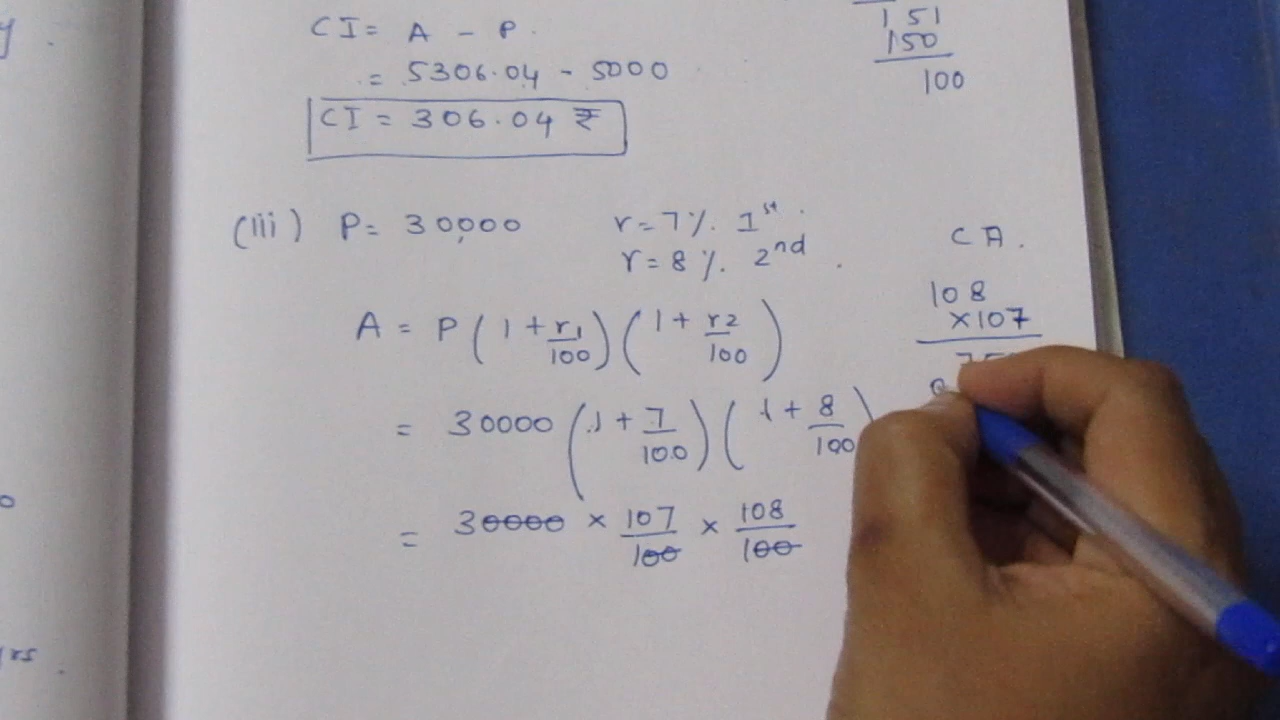 CI = A - P.
= 5306.04 - 5000
CI = 306.04 ₹
151
150
100
(iii) P = 30,000 r = 7 %. 1st.
r = 8 %. 2nd.
A = P ( 1 + r1/100 ) ( 1 + r2/100 )
= 30000 ( 1 + 7/100 ) ( 1 + 8/100 )
= 30000 × 107/100 × 108/100
CA.
108
×107